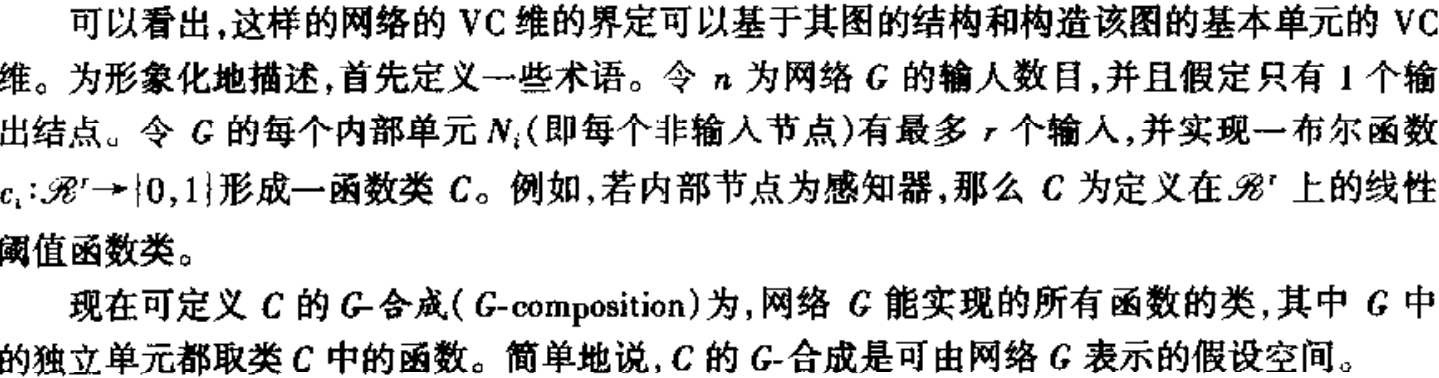 可以看出,这样的网络的 VC 维的界定可以基于其图的结构和构造该图的基本单元的 VC
维。为形象化地描述,首先定义一些术语。令 n 为网络 G 的输入数目,并且假定只有 1 个输
出结点。令 G 的每个内部单元 Nᵢ(即每个非输入节点)有最多 r 个输入,并实现一布尔函数
cᵢ:ℛʳ→{0,1}形成一函数类 C。例如,若内部节点为感知器,那么 C 为定义在ℛʳ 上的线性
阈值函数类。
现在可定义 C 的 G-合成( G-composition)为,网络 G 能实现的所有函数的类,其中 G 中
的独立单元都取类 C 中的函数。简单地说, C 的 G-合成是可由网络 G 表示的假设空间。